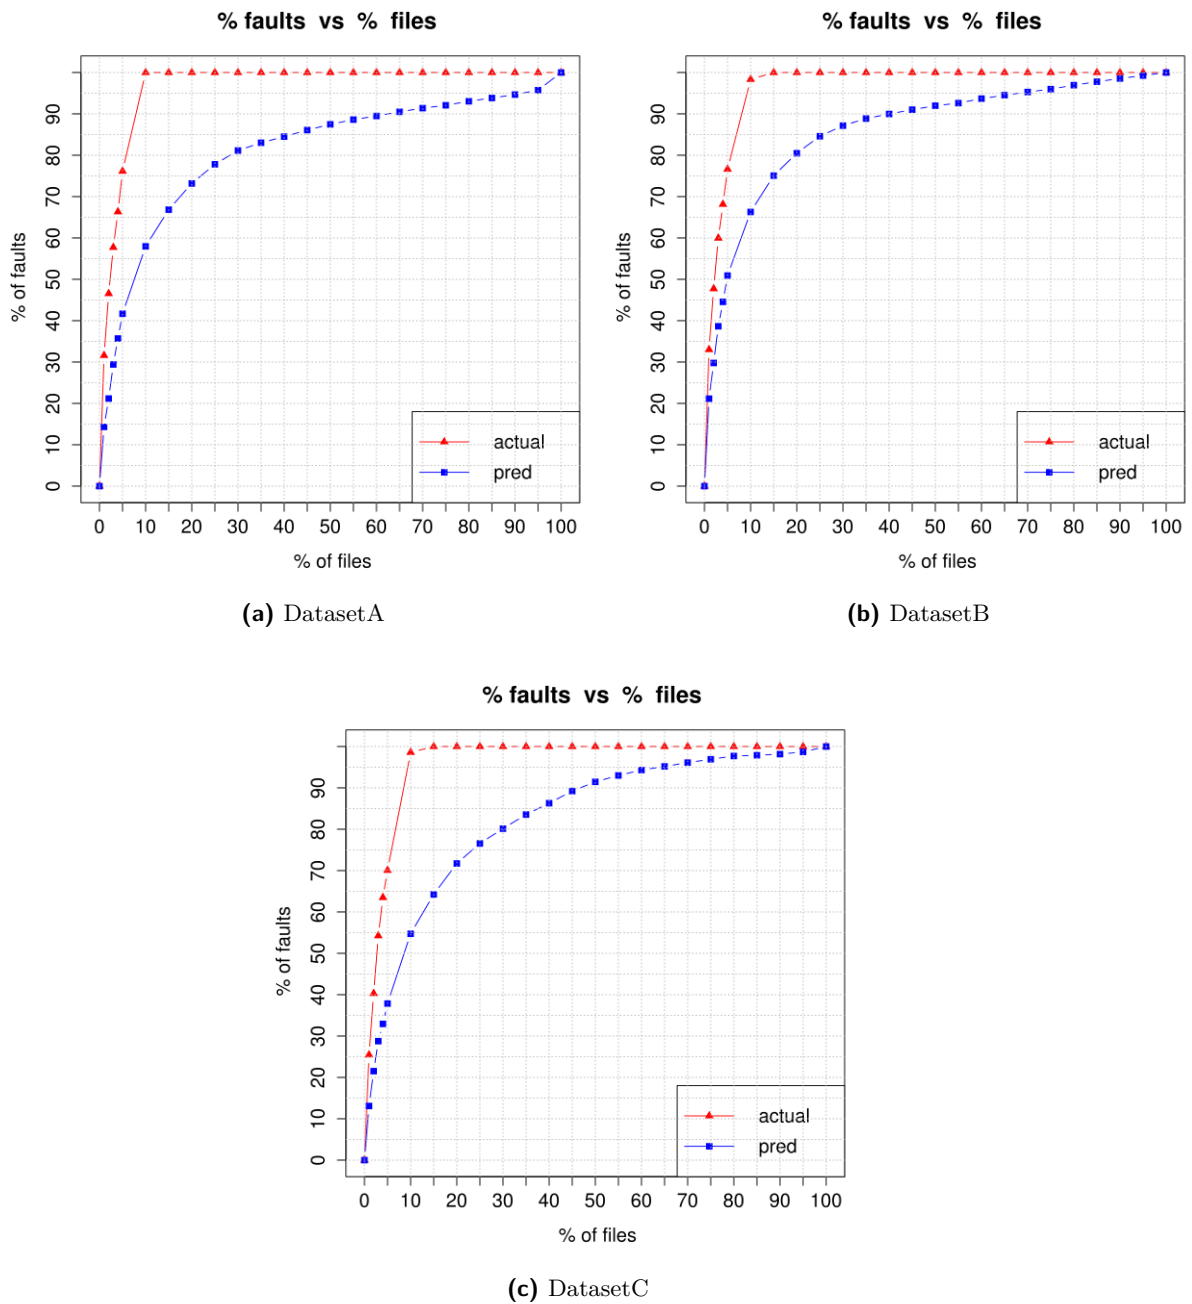 % faults vs % files
% of faults
0 10 20 30 40 50 60 70 80 90
actual
pred
0 10 20 30 40 50 60 70 80 90 100
% of files
(a) DatasetA
% faults vs % files
% of faults
0 10 20 30 40 50 60 70 80 90
actual
pred
0 10 20 30 40 50 60 70 80 90 100
% of files
(b) DatasetB
% faults vs % files
% of faults
0 10 20 30 40 50 60 70 80 90
actual
pred
0 10 20 30 40 50 60 70 80 90 100
% of files
(c) DatasetC